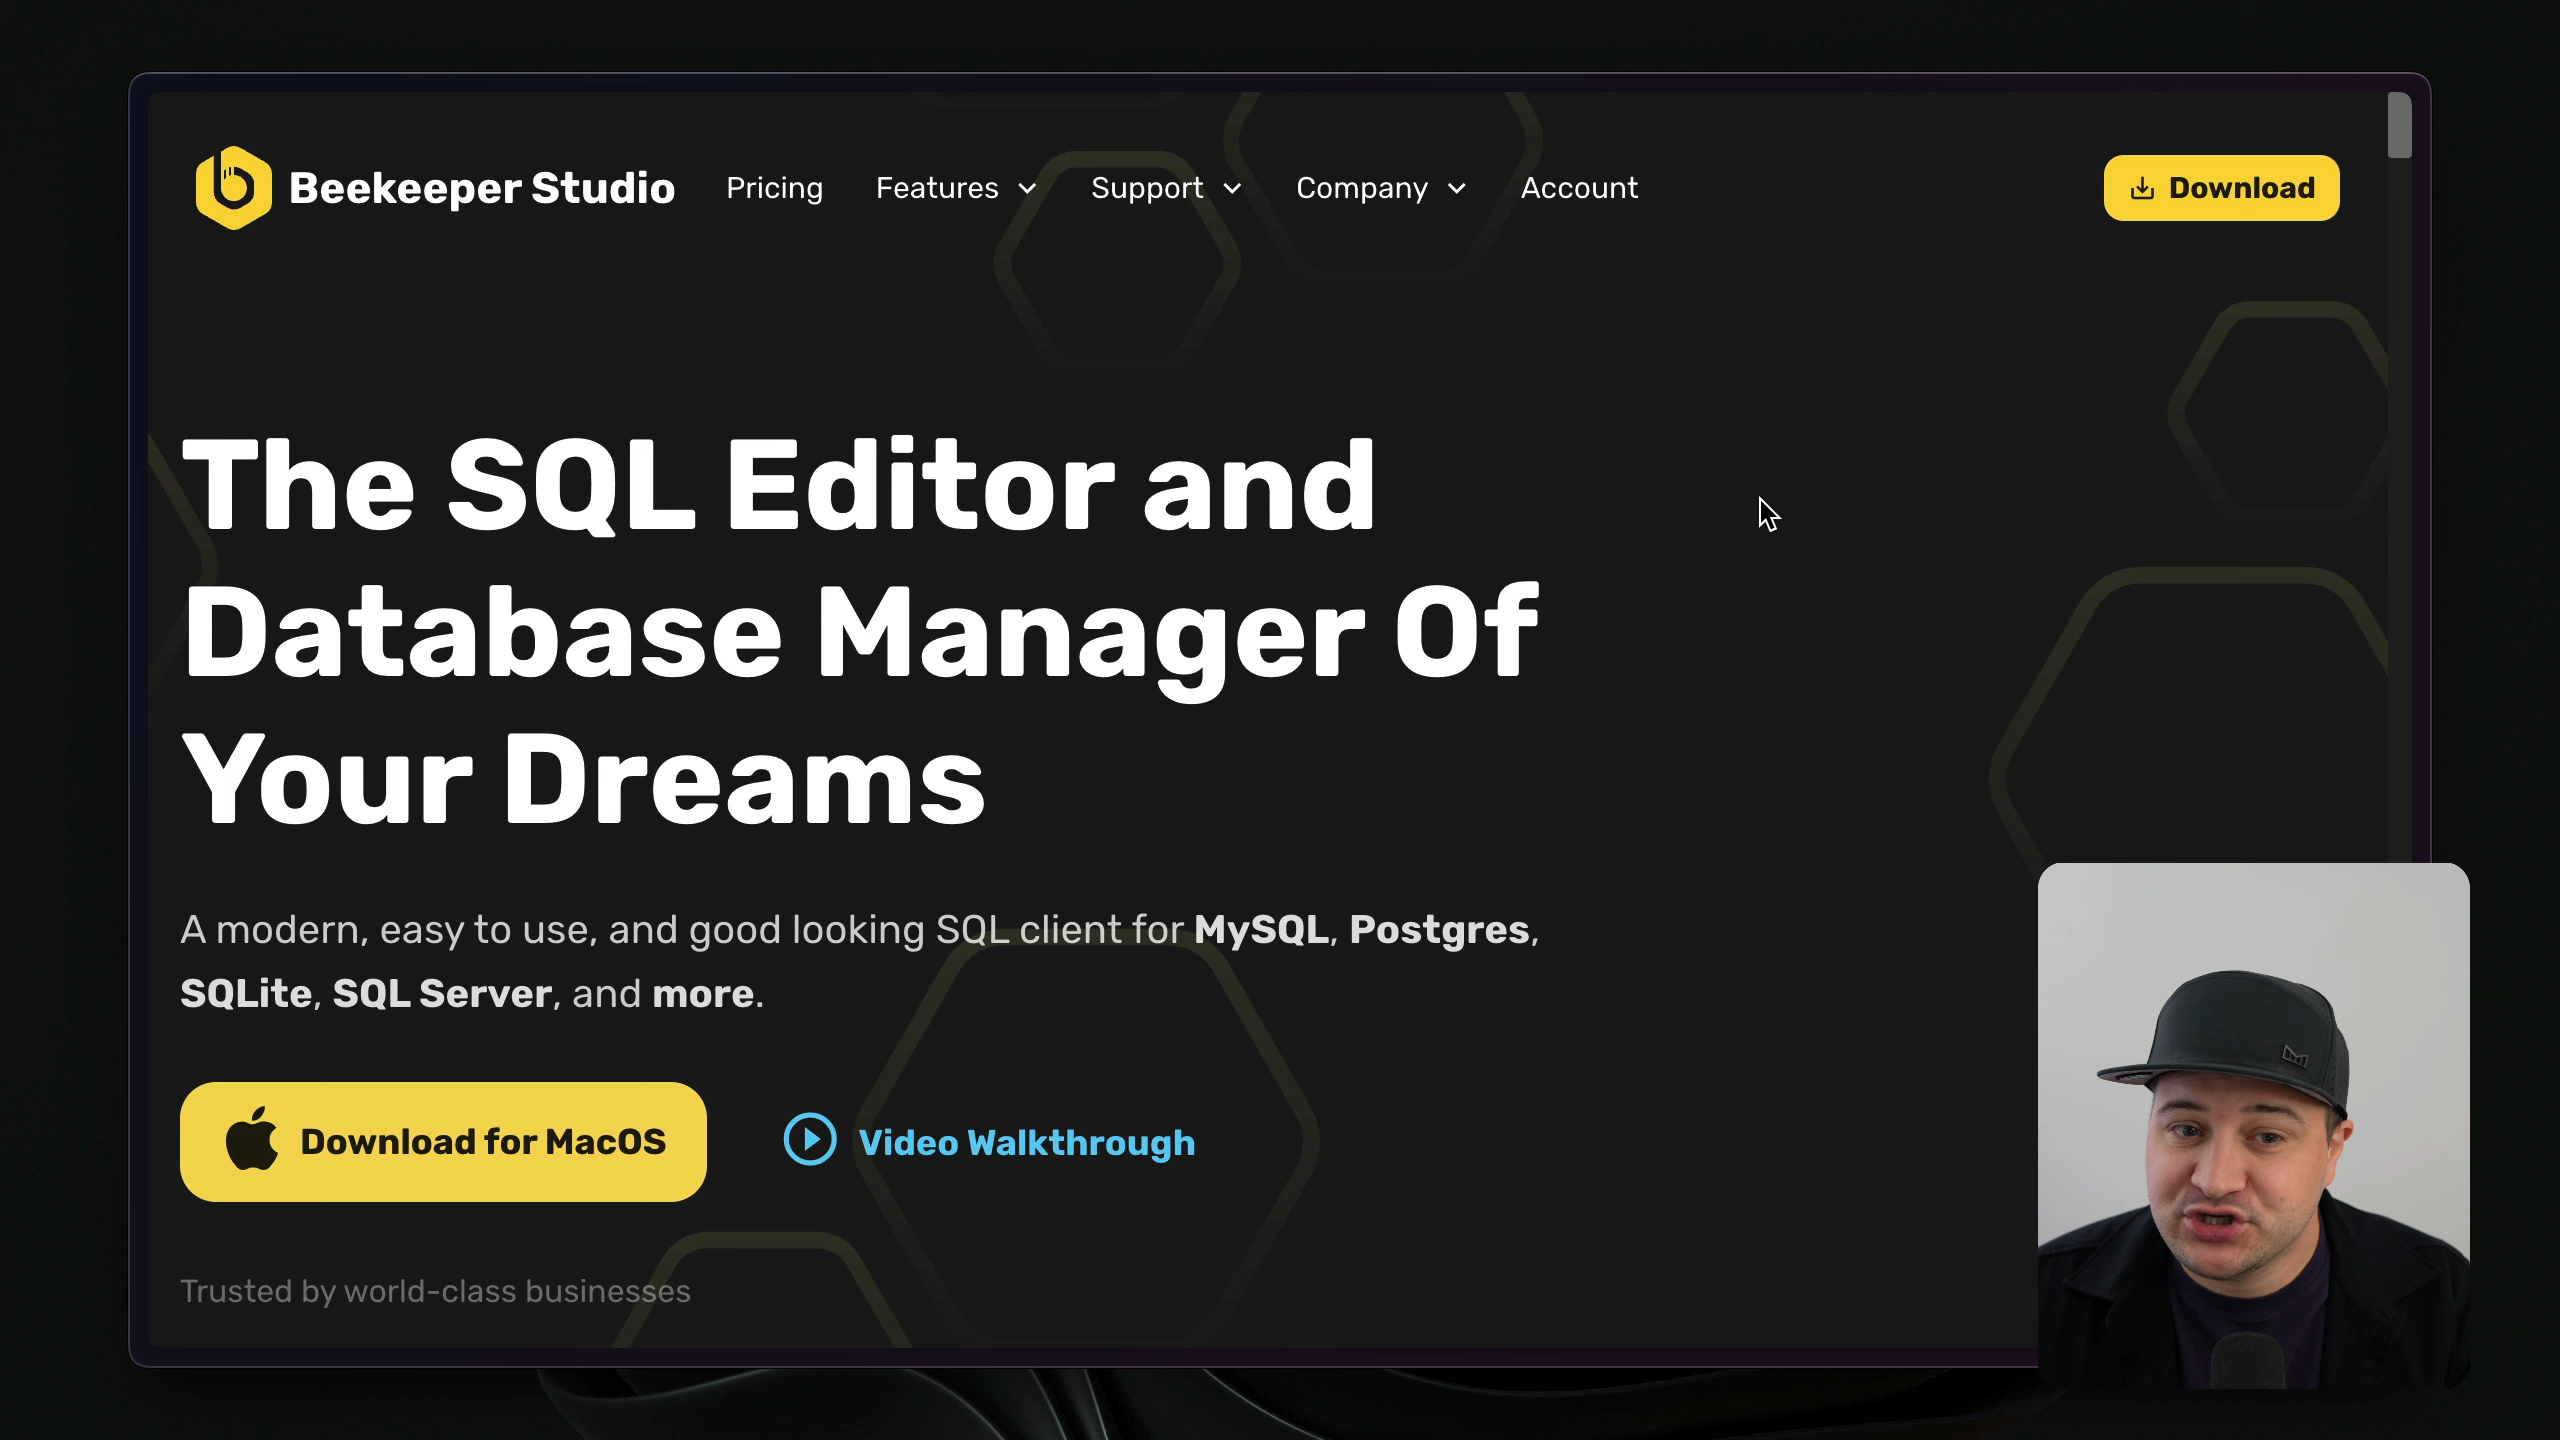 Beekeeper Studio
Pricing
Features
Support
Company
Account
Download
The SQL Editor and
Database Manager Of
Your Dreams
A modern, easy to use, and good looking SQL client for MySQL, Postgres,
SQLite, SQL Server, and more.
Download for MacOS
Video Walkthrough
Trusted by world-class businesses